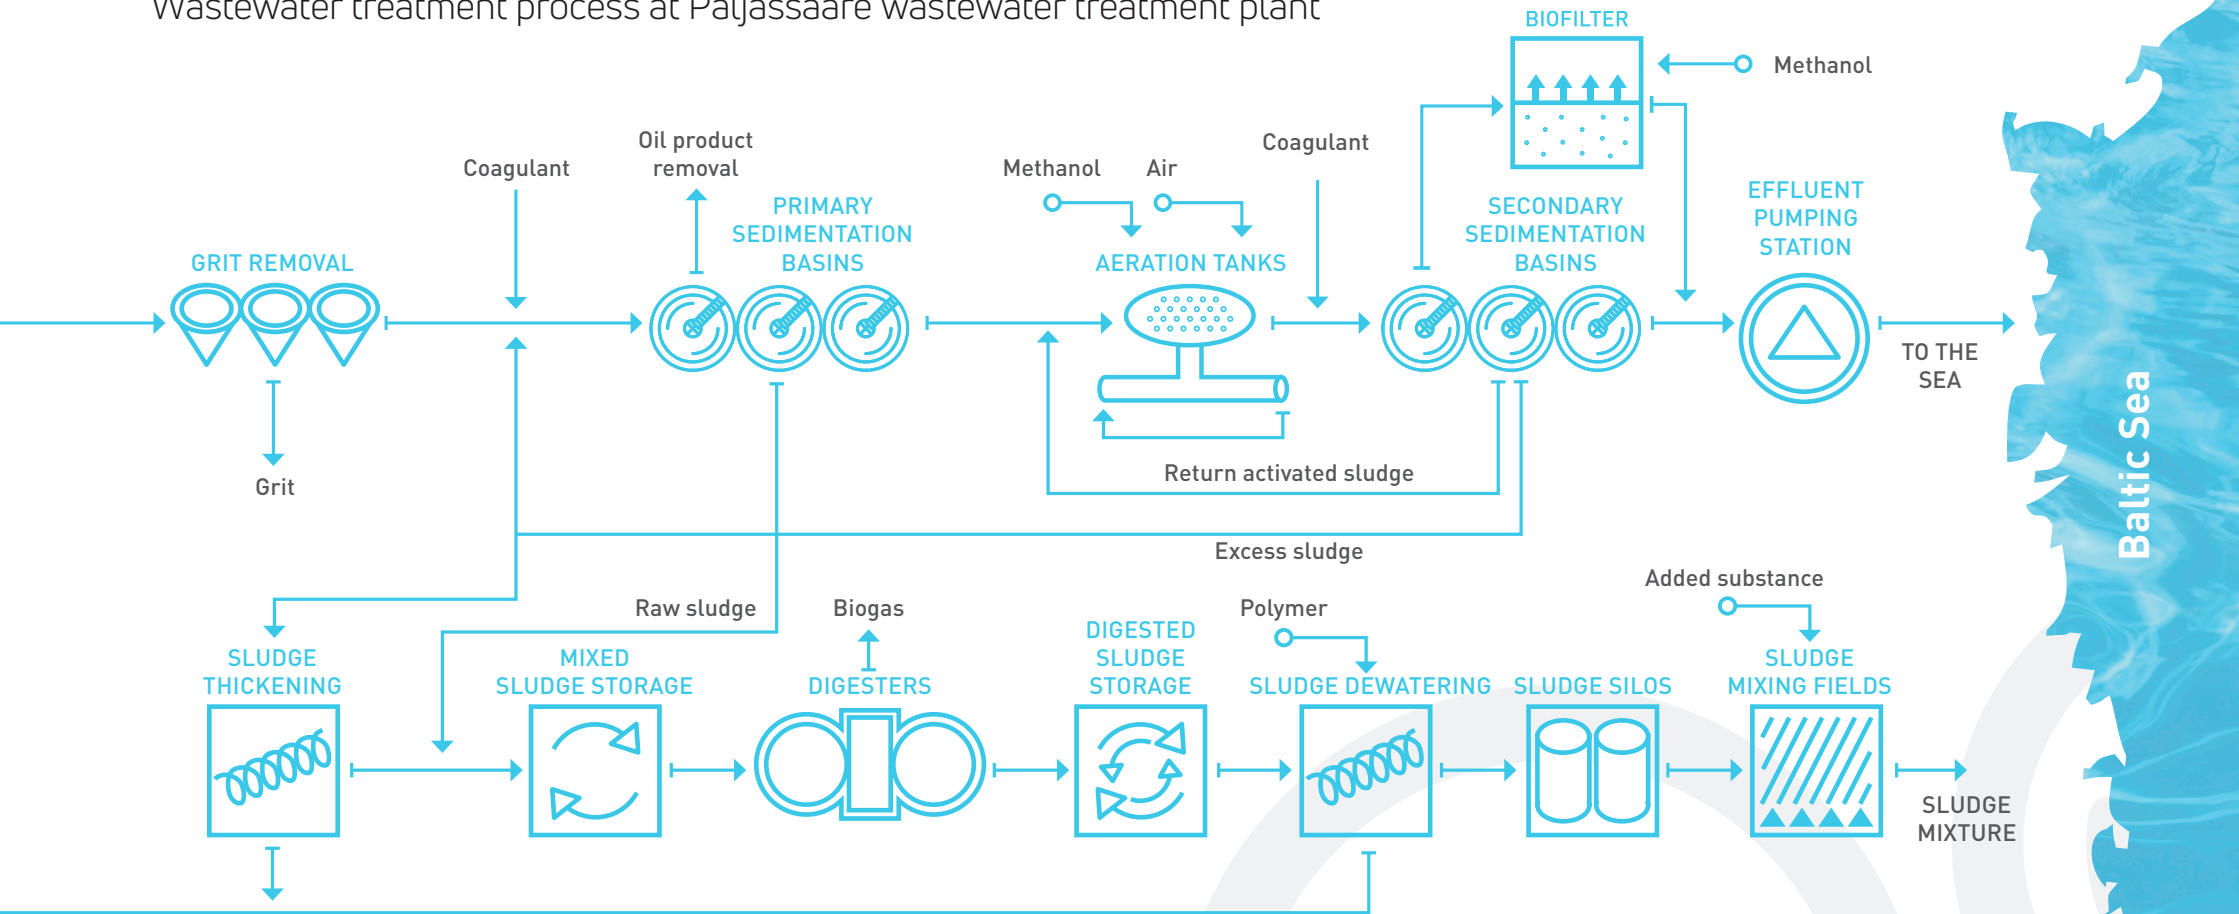 Wastewater treatment process at Paljassaare wastewater treatment plant
BIOFILTER
Methanol
Oil product
removal
Coagulant
Coagulant
Methanol
Air
EFFLUENT
PUMPING
STATION
PRIMARY
SEDIMENTATION
BASINS
SECONDARY
SEDIMENTATION
BASINS
GRIT REMOVAL
AERATION TANKS
TO THE
SEA
Baltic Sea
Grit
Return activated sludge
Excess sludge
Added substance
Raw sludge
Biogas
Polymer
SLUDGE
THICKENING
MIXED
SLUDGE STORAGE
DIGESTERS
DIGESTED
SLUDGE
STORAGE
SLUDGE DEWATERING
SLUDGE SILOS
SLUDGE
MIXING FIELDS
SLUDGE
MIXTURE